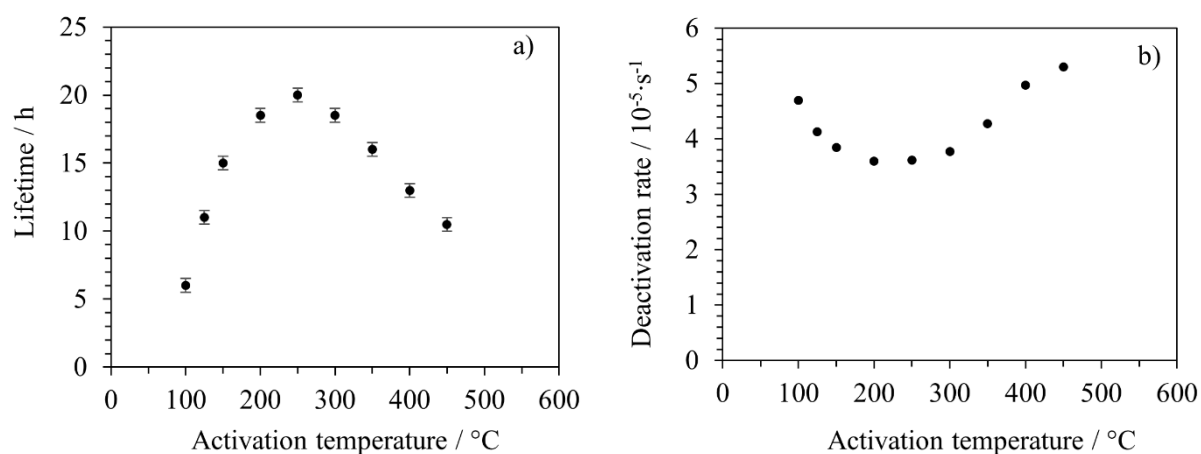 a)
Lifetime / h
25
20
15
10
5
0
0 100 200 300 400 500 600
Activation temperature / °C
b)
Deactivation rate / 10⁻⁵·s⁻¹
6
5
4
3
2
1
0
0 100 200 300 400 500 600
Activation temperature / °C